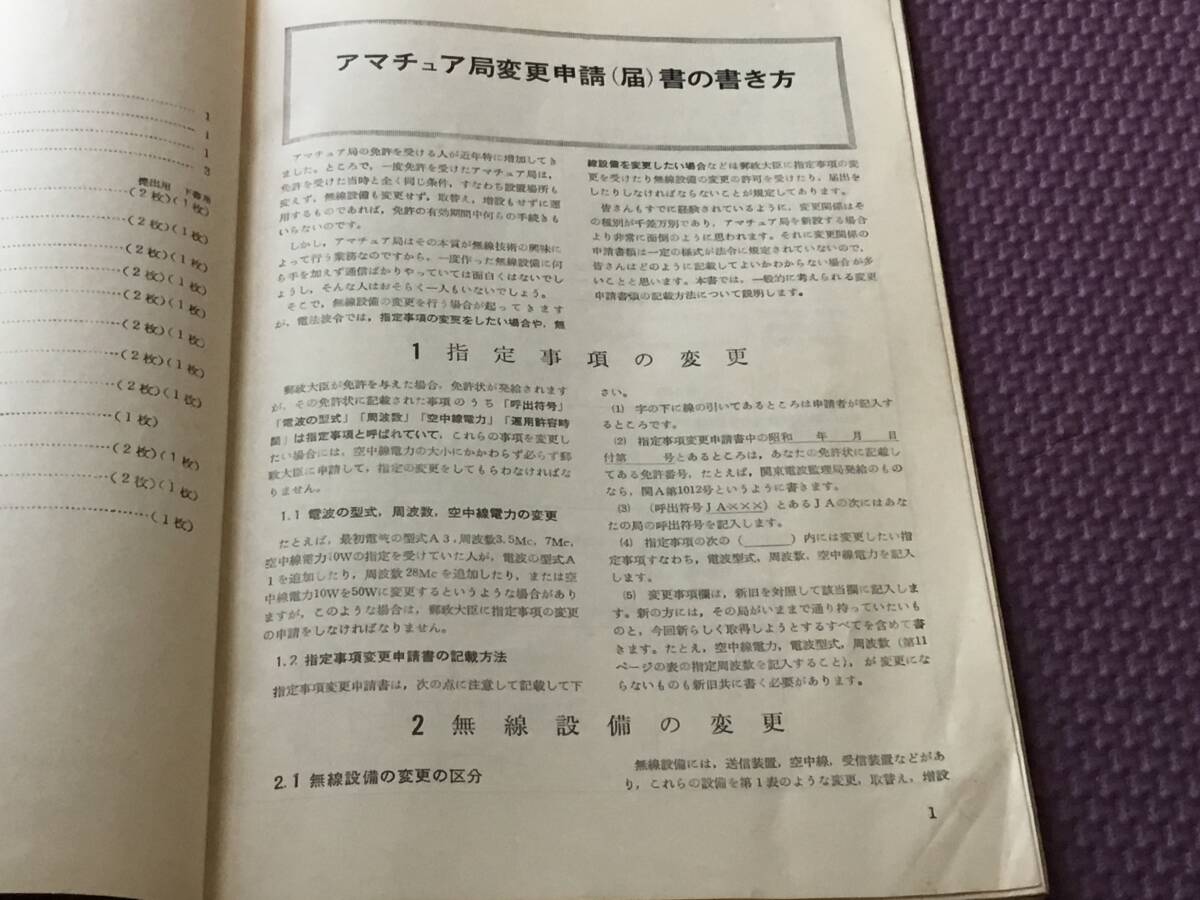 1
1
1
3
提出用 下書用
(2枚)(1枚)
(2枚)(1枚)
(2枚)(1枚)
(2枚)(1枚)
(2枚)(1枚)
(2枚)(1枚)
(2枚)(1枚)
(2枚)(1枚)
(1枚)
(2枚)(1枚)
(2枚)(1枚)
(1枚)
アマチュア局変更申請(届)書の書き方
アマチュア局の免許を受ける人が近年特に増加してき
ました。ところで,一度免許を受けたアマチュア局は,
免許を受けた当時と全く同じ条件,すなわち設置場所も
変えず,無線設備も変更せず,取替え,増設もせずに運
用するものであれば,免許の有効期間中何らの手続きも
いらないのです。
しかし,アマチュア局はその本質が無線技術の興味に
よって行う業務なのですから,一度作った無線設備に何
ら手を加えず通信ばかりやっていては面白くはないでし
ょうし,そんな人はおそらく一人もいないでしょう。
そこで,無線設備の変更を行う場合が起ってきます
が,電法波令では,指定事項の変更をしたい場合や,無
線設備を変更したい場合などは郵政大臣に指定事項の変
更を受けたり無線設備の変更の許可を受けたり,届出を
したりしなければならないことが規定してあります。
皆さんもすでに経験されているように,変更関係はそ
の種別が千差万別であり,アマチュア局を新設する場合
より非常に面倒のように思われます。それに変更関係の
申請書類は一定の様式が法令に規定されていないので,
皆さんはどのように記載してよいかわからない場合が多
いことと思います。本書では,一般的に考えられる変更
申請書類の記載方法について説明します。
1 指定事項の変更
郵政大臣が免許を与えた場合,免許状が発給されます
が,その免許状に記載された事項のうち「呼出符号」
「電波の型式」「周波数」「空中線電力」「運用許容時
間」は指定事項と呼ばれていて,これらの事項を変更し
たい場合には,空中線電力の大小にかかわらず必らず郵
政大臣に申請して,指定の変更をしてもらわなければな
りません。
1.1 電波の型式,周波数,空中線電力の変更
たとえば,最初電波の型式A3,周波数3.5Mc,7Mc,
空中線電力10Wの指定を受けていた人が,電波の型式A
1を追加したり,周波数28Mcを追加したり,または空
中線電力10Wを50Wに変更するというような場合があり
ますが,このような場合は,郵政大臣に指定事項の変更
の申請をしなければなりません。
1.2 指定事項変更申請書の記載方法
指定事項変更申請書は,次の点に注意して記載して下
さい。
(1) 字の下に線の引いてあるところは申請者が記入す
るところです。
(2) 指定事項変更申請書中の昭和 年 月 日
付第 号とあるところは,あなたの免許状に記載し
てある免許番号,たとえば,関東電波監理局発給のもの
なら,関A第1012号というように書きます。
(3) (呼出符号JA×××)とあるJAの次にはあな
たの局の呼出符号を記入します。
(4) 指定事項の次の(______)内には変更したい指
定事項すなわち,電波型式,周波数,空中線電力を記入
します。
(5) 変更事項欄は,新旧を対照して該当欄に記入しま
す。新の方には,その局がいままで通り持っていたいも
のと,今回新らしく取得しようとするすべてを含めて書
きます。たとえ,空中線電力,電波型式,周波数(第11
ページの表の指定周波数を記入すること),が変更にな
らないものも新旧共に書く必要があります。
2 無線設備の変更
2.1 無線設備の変更の区分
無線設備には,送信装置,空中線,受信装置などがあ
り,これらの設備を第1表のような変更,取替え,増設
1